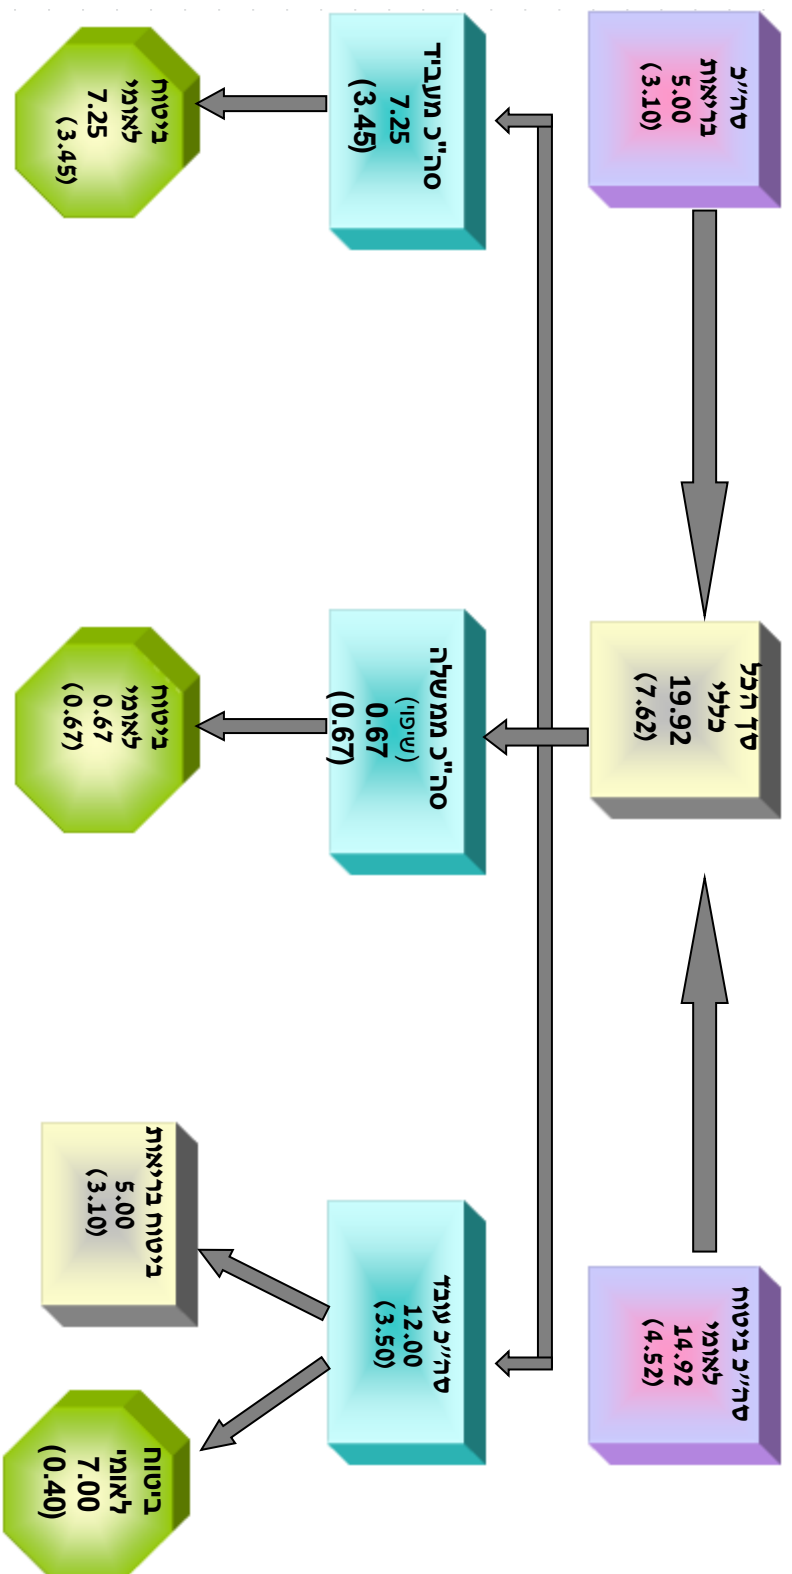 סה"כ ביטוח
לאומי
14.92
(4.52)
סך הכל
כללי
19.92
(7.62)
סה"כ
בריאות
5.00
(3.10)
סה"כ עובד
12.00
(3.50)
סה"כ ממשלה
(שיפוי)
0.67
(0.67)
סה"כ מעביד
7.25
(3.45)
ביטוח
לאומי
7.00
(0.40)
ביטוח בריאות
5.00
(3.10)
ביטוח
לאומי
0.67
(0.67)
ביטוח
לאומי
7.25
(3.45)